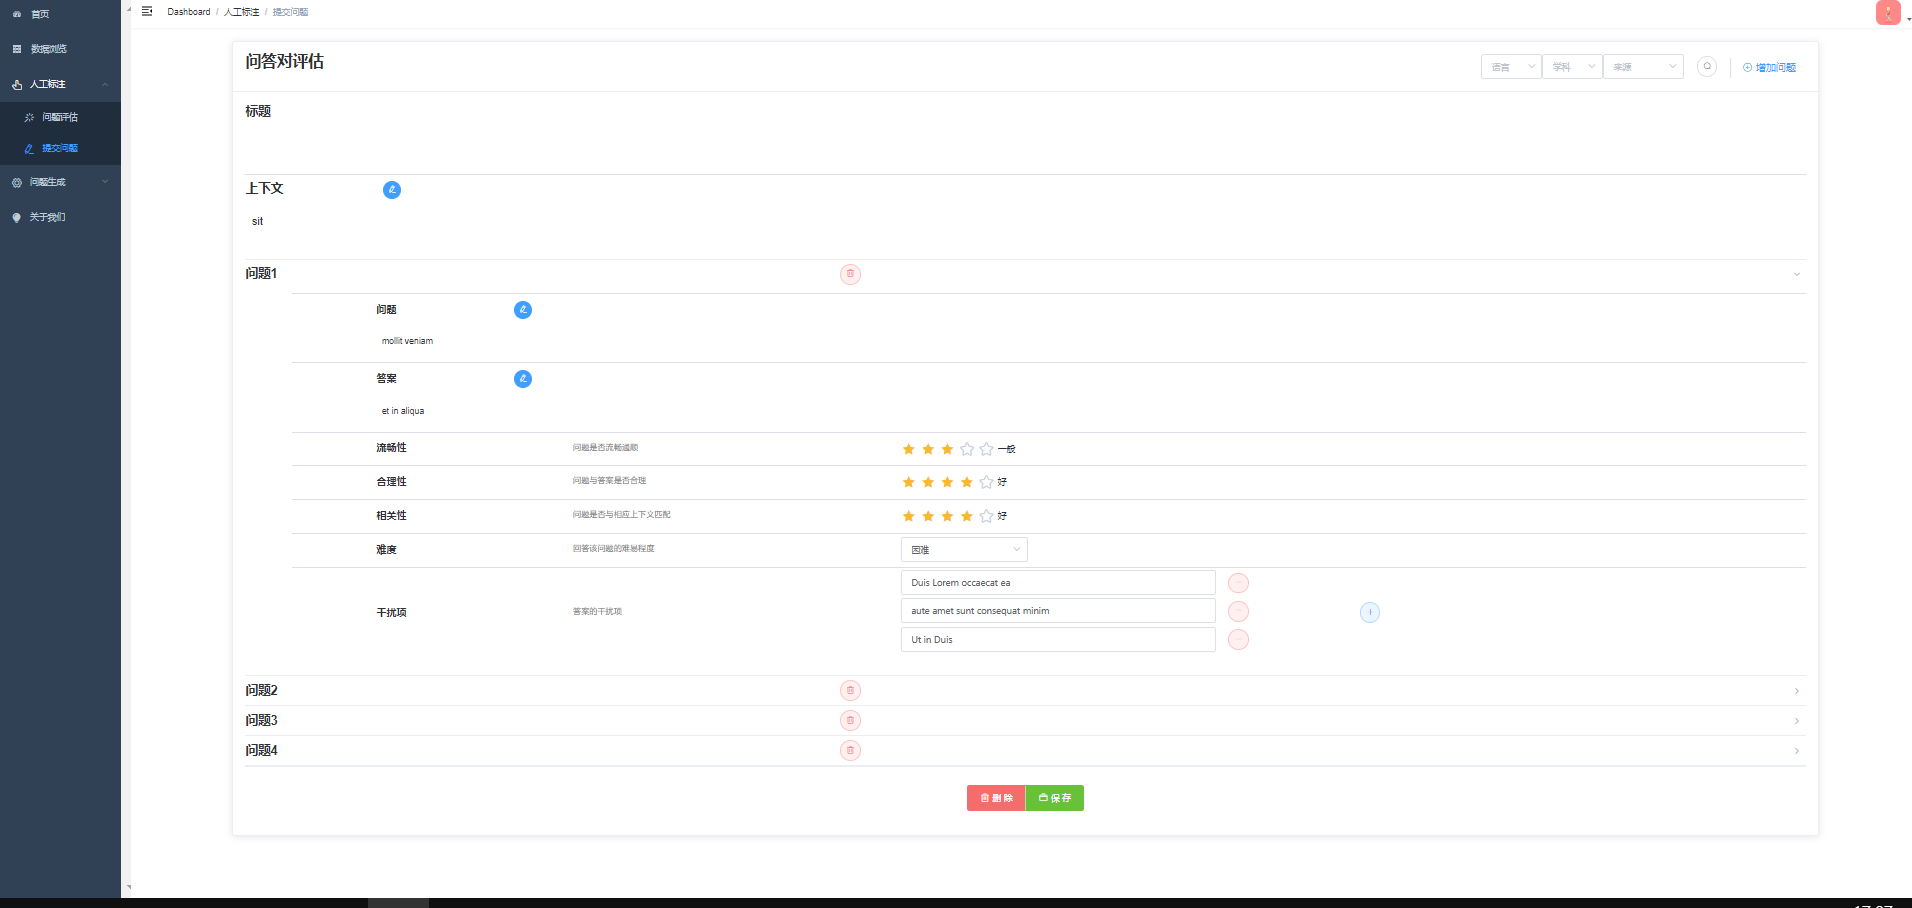 首页
数据浏览
人工标注
问题评估
提交问题
问题生成
关于我们
Dashboard / 人工标注 / 提交问题
问答对评估
语言 学科 来源 增加问题
标题
上下文
sit
问题1
问题
mollit veniam
答案
et in aliqua
流畅性 问题是否流畅通顺 一般
合理性 问题与答案是否合理 好
相关性 问题是否与相应上下文匹配 好
难度 回答该问题的难易程度 困难
Duis Lorem occaecat ea
干扰项 答案的干扰项 aute amet sunt consequat minim
Ut in Duis
问题2
问题3
问题4
删除 保存